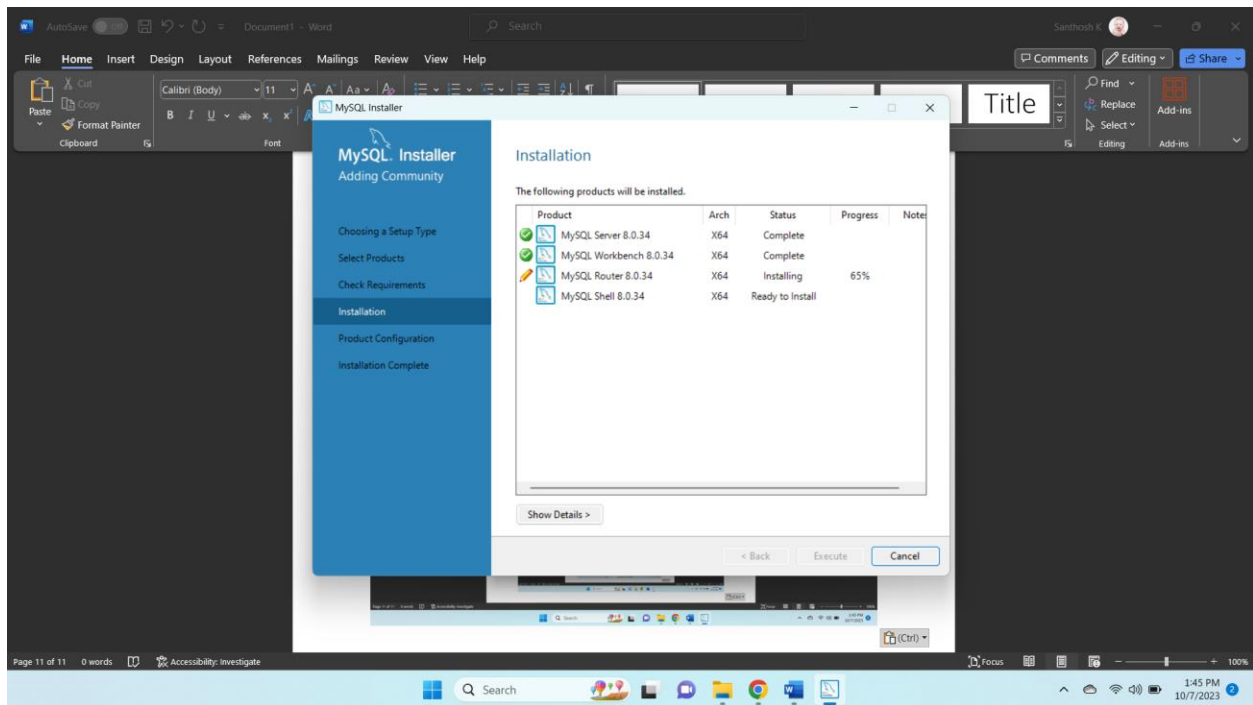 AutoSave Off Document1 - Word Search Santhosh K
File Home Insert Design Layout References Mailings Review View Help Comments Editing Share
Paste Cut Copy Format Painter
Clipboard
Calibri (Body) 11 A A Aa
B I U ab x x
Font
Title
Find
Replace
Select
Editing
Add-ins
Add-ins
MySQL Installer
MySQL. Installer
Adding Community
Choosing a Setup Type
Select Products
Check Requirements
Installation
Product Configuration
Installation Complete
Installation
The following products will be installed.
Product Arch Status Progress Notes
MySQL Server 8.0.34 X64 Complete
MySQL Workbench 8.0.34 X64 Complete
MySQL Router 8.0.34 X64 Installing 65%
MySQL Shell 8.0.34 X64 Ready to Install
Show Details >
< Back Execute Cancel
(Ctrl)
Page 11 of 11 0 words Accessibility: Investigate Focus 100%
Search 1:45 PM
10/7/2023 2